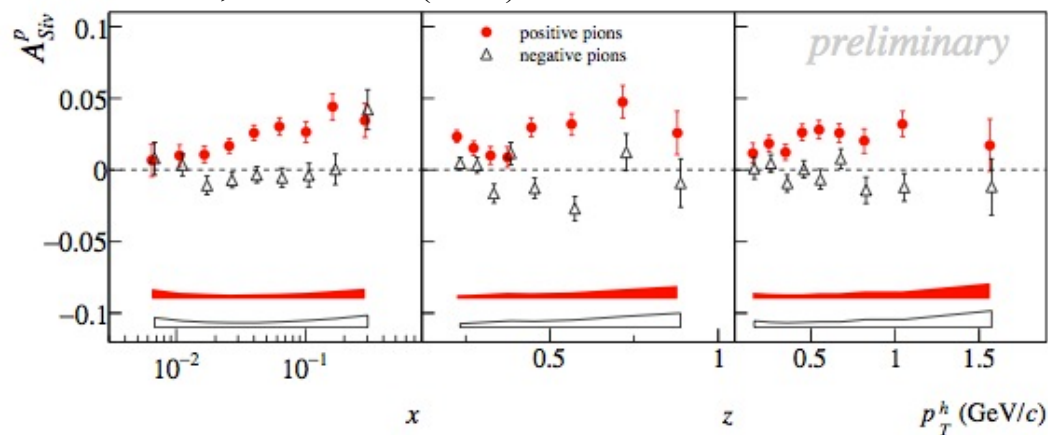 0.1
0.05
0
−0.05
−0.1
A^p_Siv
positive pions
negative pions
preliminary
10^−2 10^−1
0.5 1
0.5 1 1.5
x
z
p^h_T (GeV/c)